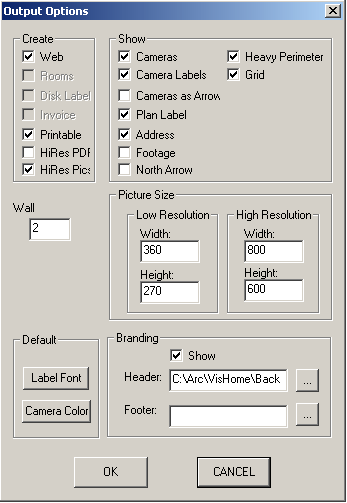 Output Options
Create
Web
Rooms
Disk Label
Invoice
Printable
HiRes PDF
HiRes Pics
Show
Cameras
Camera Labels
Cameras as Arrow
Plan Label
Address
Footage
North Arrow
Heavy Perimeter
Grid
Wall
2
Picture Size
Low Resolution
Width:
360
Height:
270
High Resolution
Width:
800
Height:
600
Default
Label Font
Camera Color
Branding
Show
Header: C:\Arc\VisHome\Back ...
Footer: ...
OK CANCEL